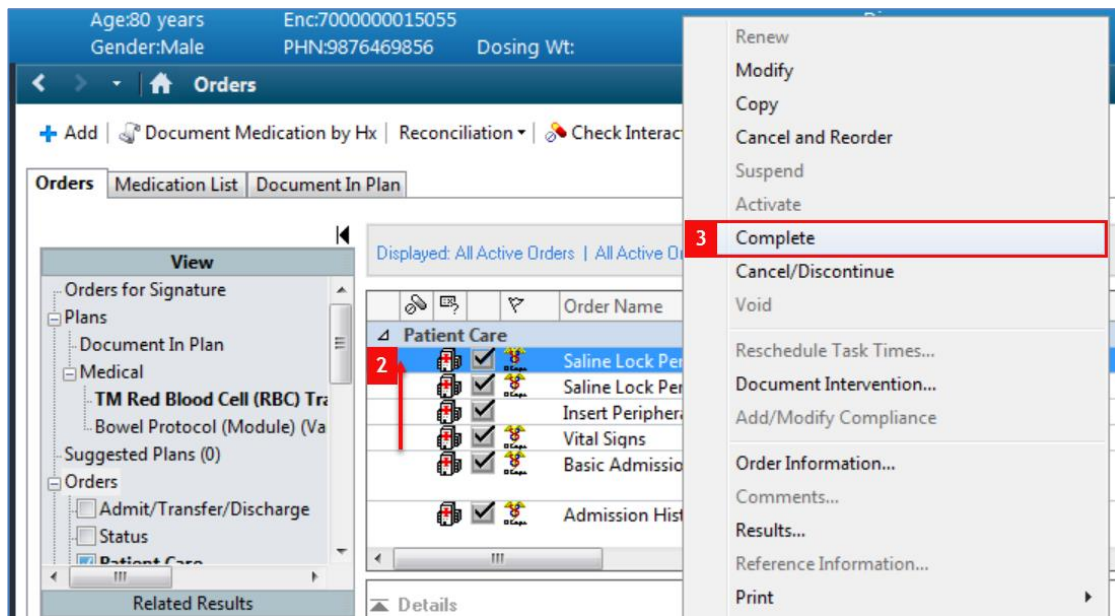 Age:80 years Enc:7000000015055
Gender:Male PHN:9876469856 Dosing Wt:
Orders
Add Document Medication by Hx Reconciliation Check Interac
Orders Medication List Document In Plan
View
Orders for Signature
Plans
Document In Plan
Medical
TM Red Blood Cell (RBC) Tra
Bowel Protocol (Module) (Va
Suggested Plans (0)
Orders
Admit/Transfer/Discharge
Status
Patient Care
Related Results
Displayed: All Active Orders | All Active Or
Order Name
Patient Care
2
Saline Lock Per
Saline Lock Per
Insert Periphera
Vital Signs
Basic Admissio
Admission Hist
Details
Renew
Modify
Copy
Cancel and Reorder
Suspend
Activate
3 Complete
Cancel/Discontinue
Void
Reschedule Task Times...
Document Intervention...
Add/Modify Compliance
Order Information...
Comments...
Results...
Reference Information...
Print